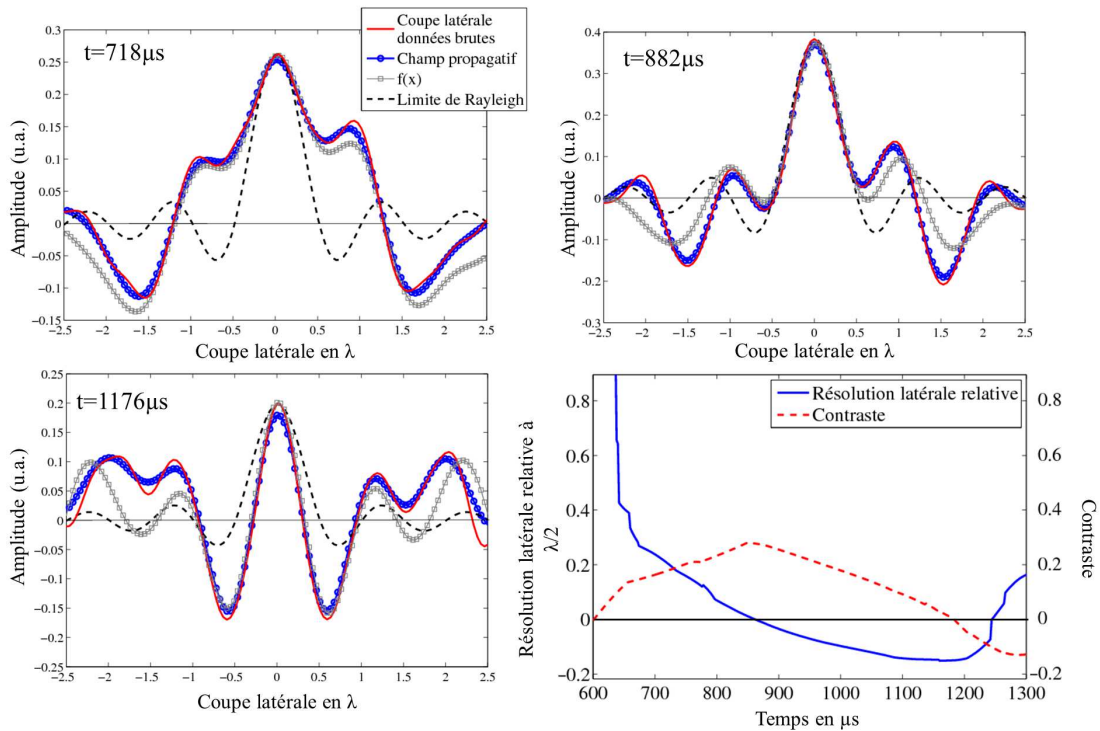 t=718µs
Coupe latérale
données brutes
Champ propagatif
f(x)
Limite de Rayleigh
Amplitude (u.a.)
0.3
0.25
0.2
0.15
0.1
0.05
0
-0.05
-0.1
-0.15
-2.5 -2 -1.5 -1 -0.5 0 0.5 1 1.5 2 2.5
Coupe latérale en λ
t=882µs
Amplitude (u.a.)
0.4
0.3
0.2
0.1
0
-0.1
-0.2
0.3
-2.5 -2 -1.5 -1 -0.5 0 0.5 1 1.5 2 2.5
Coupe latérale en λ
t=1176µs
Amplitude (u.a.)
0.25
0.2
0.15
0.1
0.05
0
-0.05
-0.1
-0.15
-0.2
0.25
-2.5 -2 -1.5 -1 -0.5 0 0.5 1 1.5 2 2.5
Coupe latérale en λ
Résolution latérale relative
Contraste
Résolution latérale relative à
λ/2
0.8
0.6
0.4
0.2
0
-0.2
0.8
0.6
0.4
0.2
0
-0.2
Contraste
600 700 800 900 1000 1100 1200 1300
Temps en µs